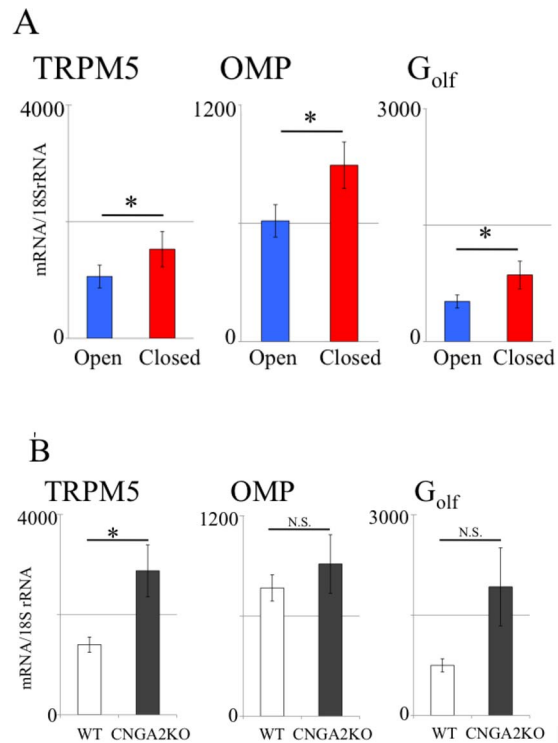 A
TRPM5 OMP Golf
4000 1200 3000
mRNA/18SrRNA
* * *
0 0 0
Open Closed Open Closed Open Closed
B
TRPM5 OMP Golf
4000 1200 3000
* N.S. N.S.
mRNA/18S rRNA
0 0 0
WT CNGA2KO WT CNGA2KO WT CNGA2KO